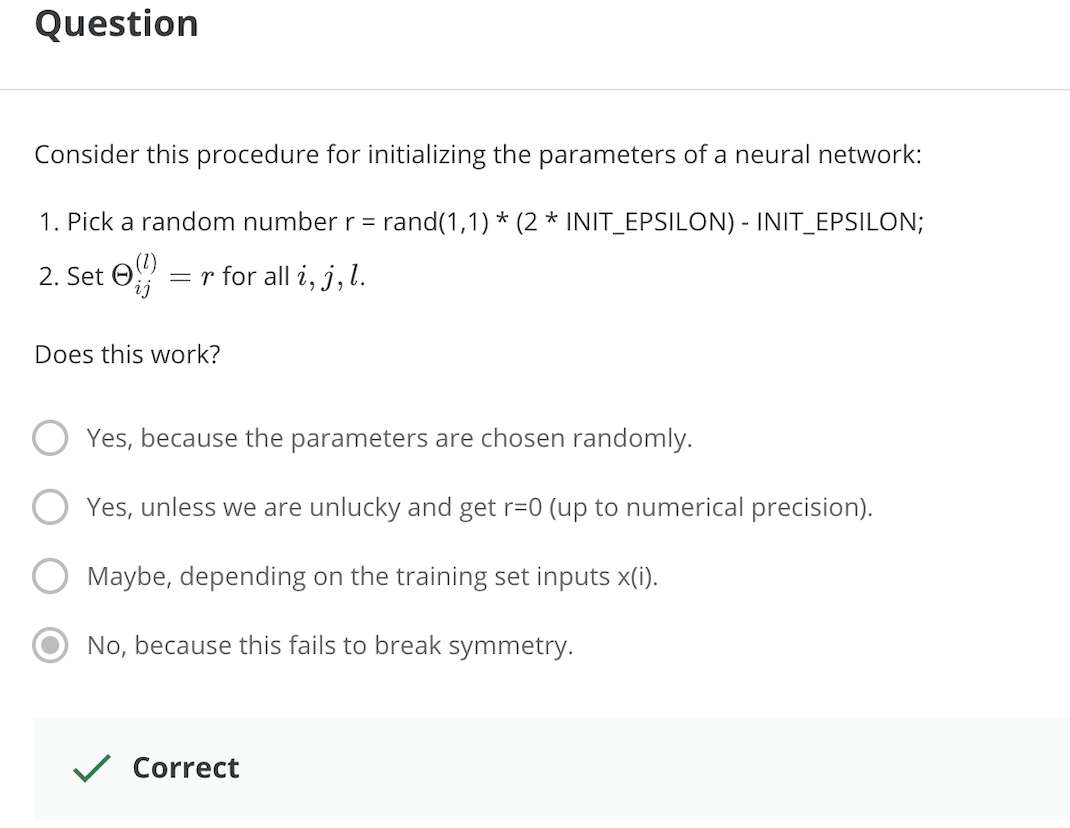 Question
Consider this procedure for initializing the parameters of a neural network:
1. Pick a random number r = rand(1,1) * (2 * INIT_EPSILON) - INIT_EPSILON;
2. Set Θ_{ij}^{(l)} = r for all i, j, l.
Does this work?
Yes, because the parameters are chosen randomly.
Yes, unless we are unlucky and get r=0 (up to numerical precision).
Maybe, depending on the training set inputs x(i).
No, because this fails to break symmetry.
Correct